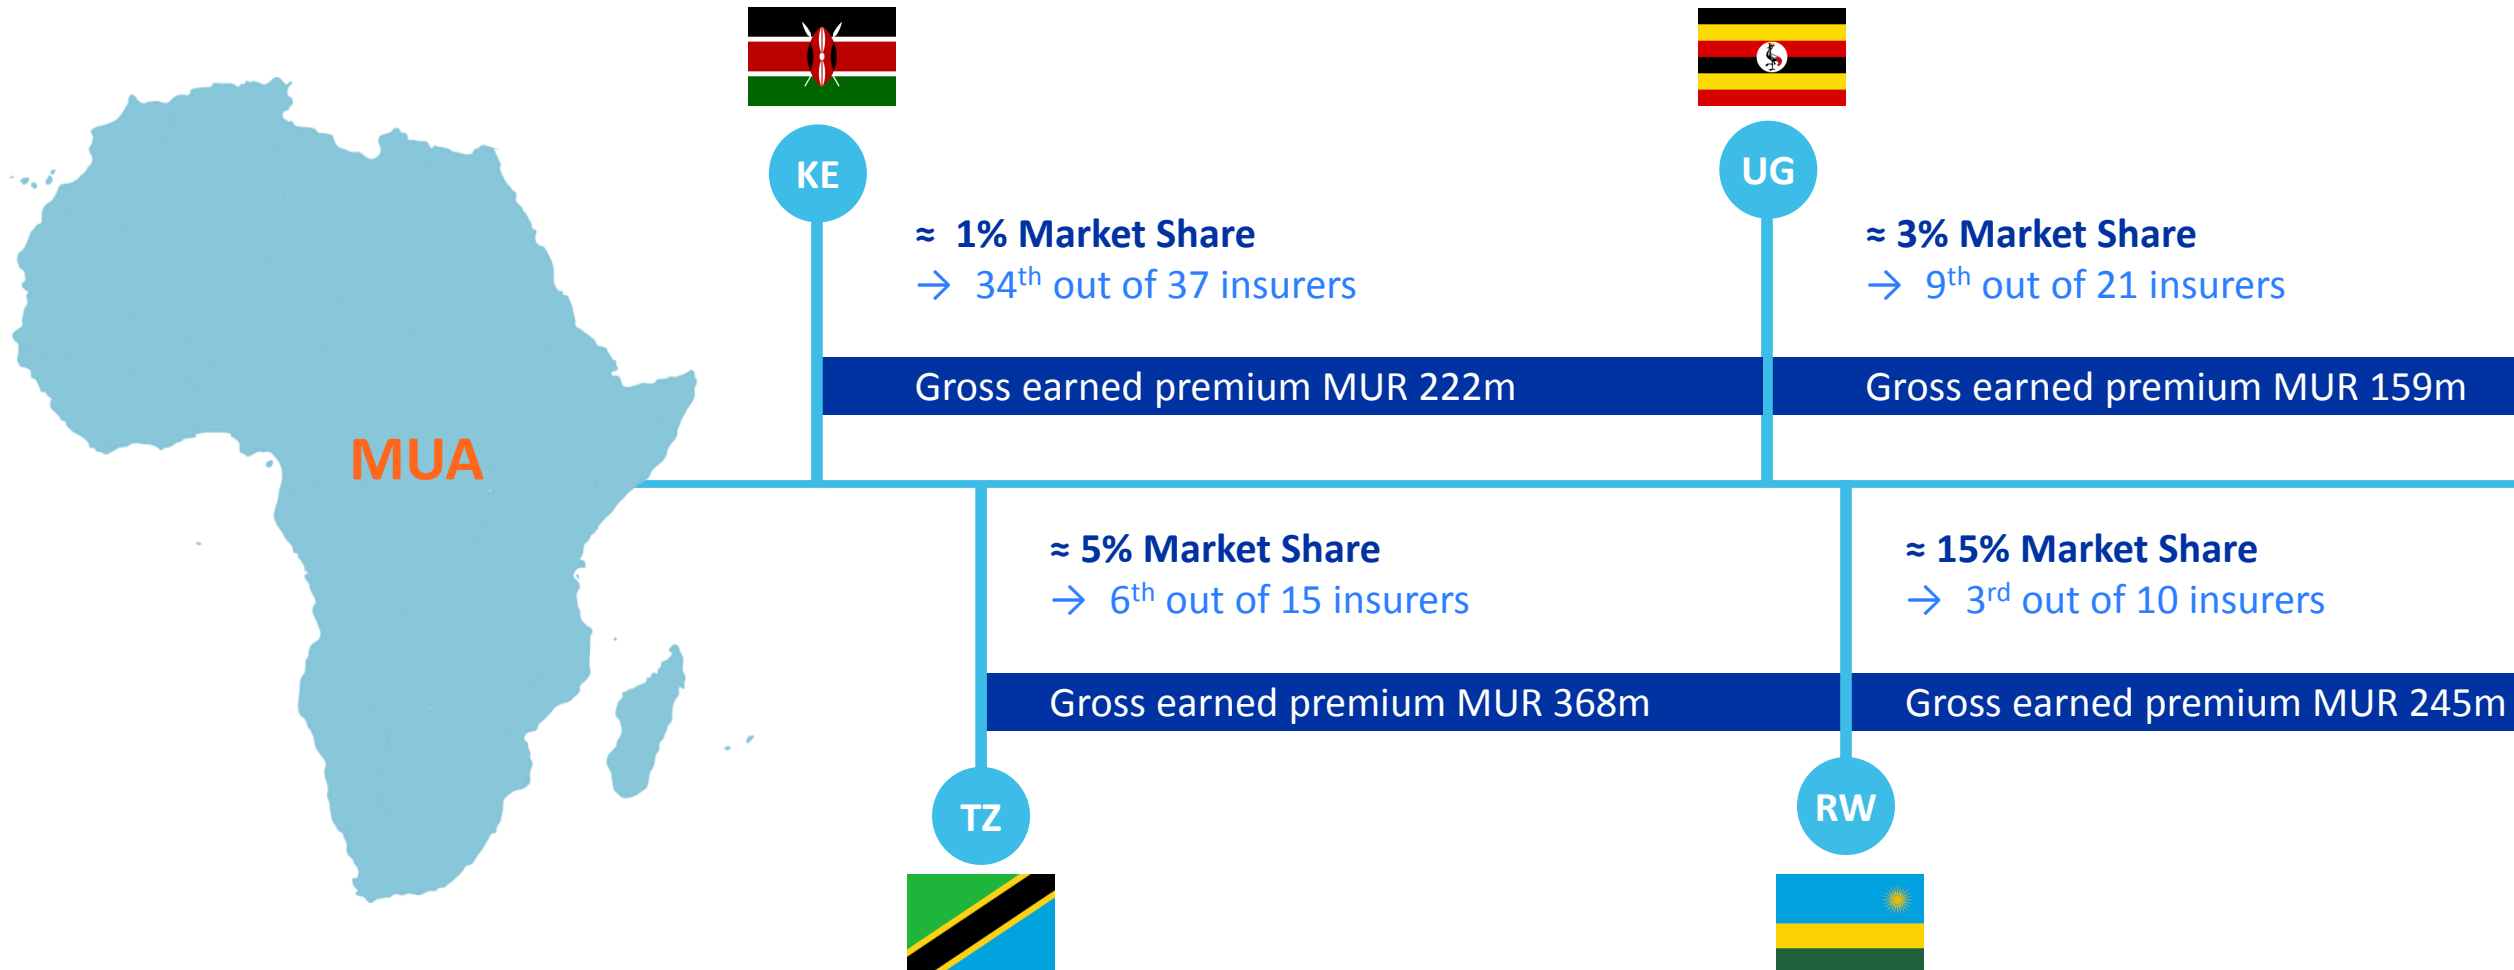 MUA
KE
≈ 1% Market Share
→ 34th out of 37 insurers
Gross earned premium MUR 222m
UG
≈ 3% Market Share
→ 9th out of 21 insurers
Gross earned premium MUR 159m
≈ 5% Market Share
→ 6th out of 15 insurers
Gross earned premium MUR 368m
TZ
≈ 15% Market Share
→ 3rd out of 10 insurers
Gross earned premium MUR 245m
RW